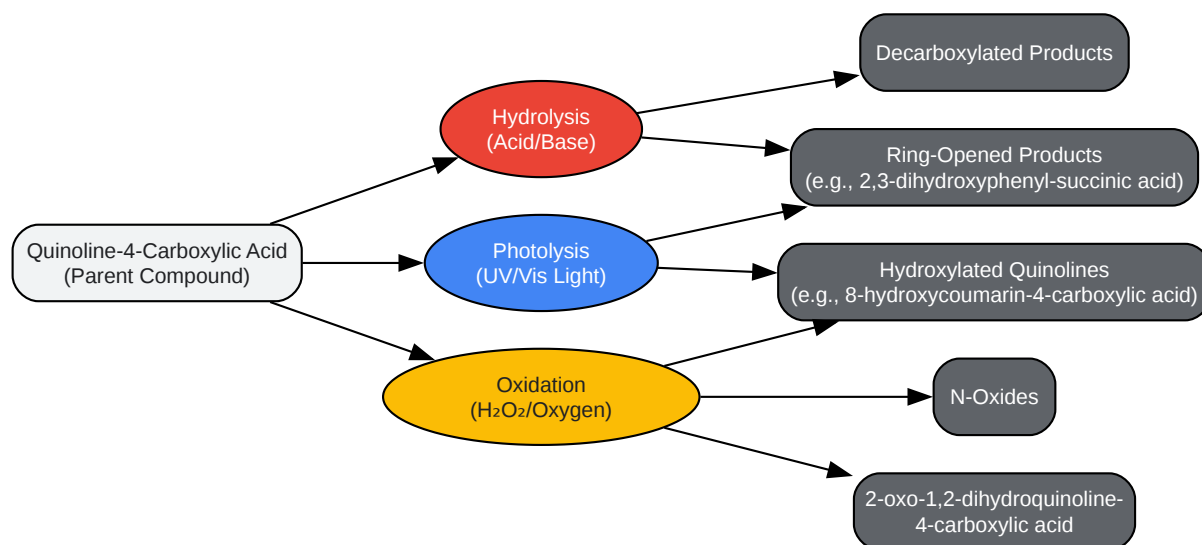 Quinoline-4-Carboxylic Acid
(Parent Compound)
Hydrolysis
(Acid/Base)
Photolysis
(UV/Vis Light)
Oxidation
(H₂O₂/Oxygen)
Decarboxylated Products
Ring-Opened Products
(e.g., 2,3-dihydroxyphenyl-succinic acid)
Hydroxylated Quinolines
(e.g., 8-hydroxycoumarin-4-carboxylic acid)
N-Oxides
2-oxo-1,2-dihydroquinoline-
4-carboxylic acid